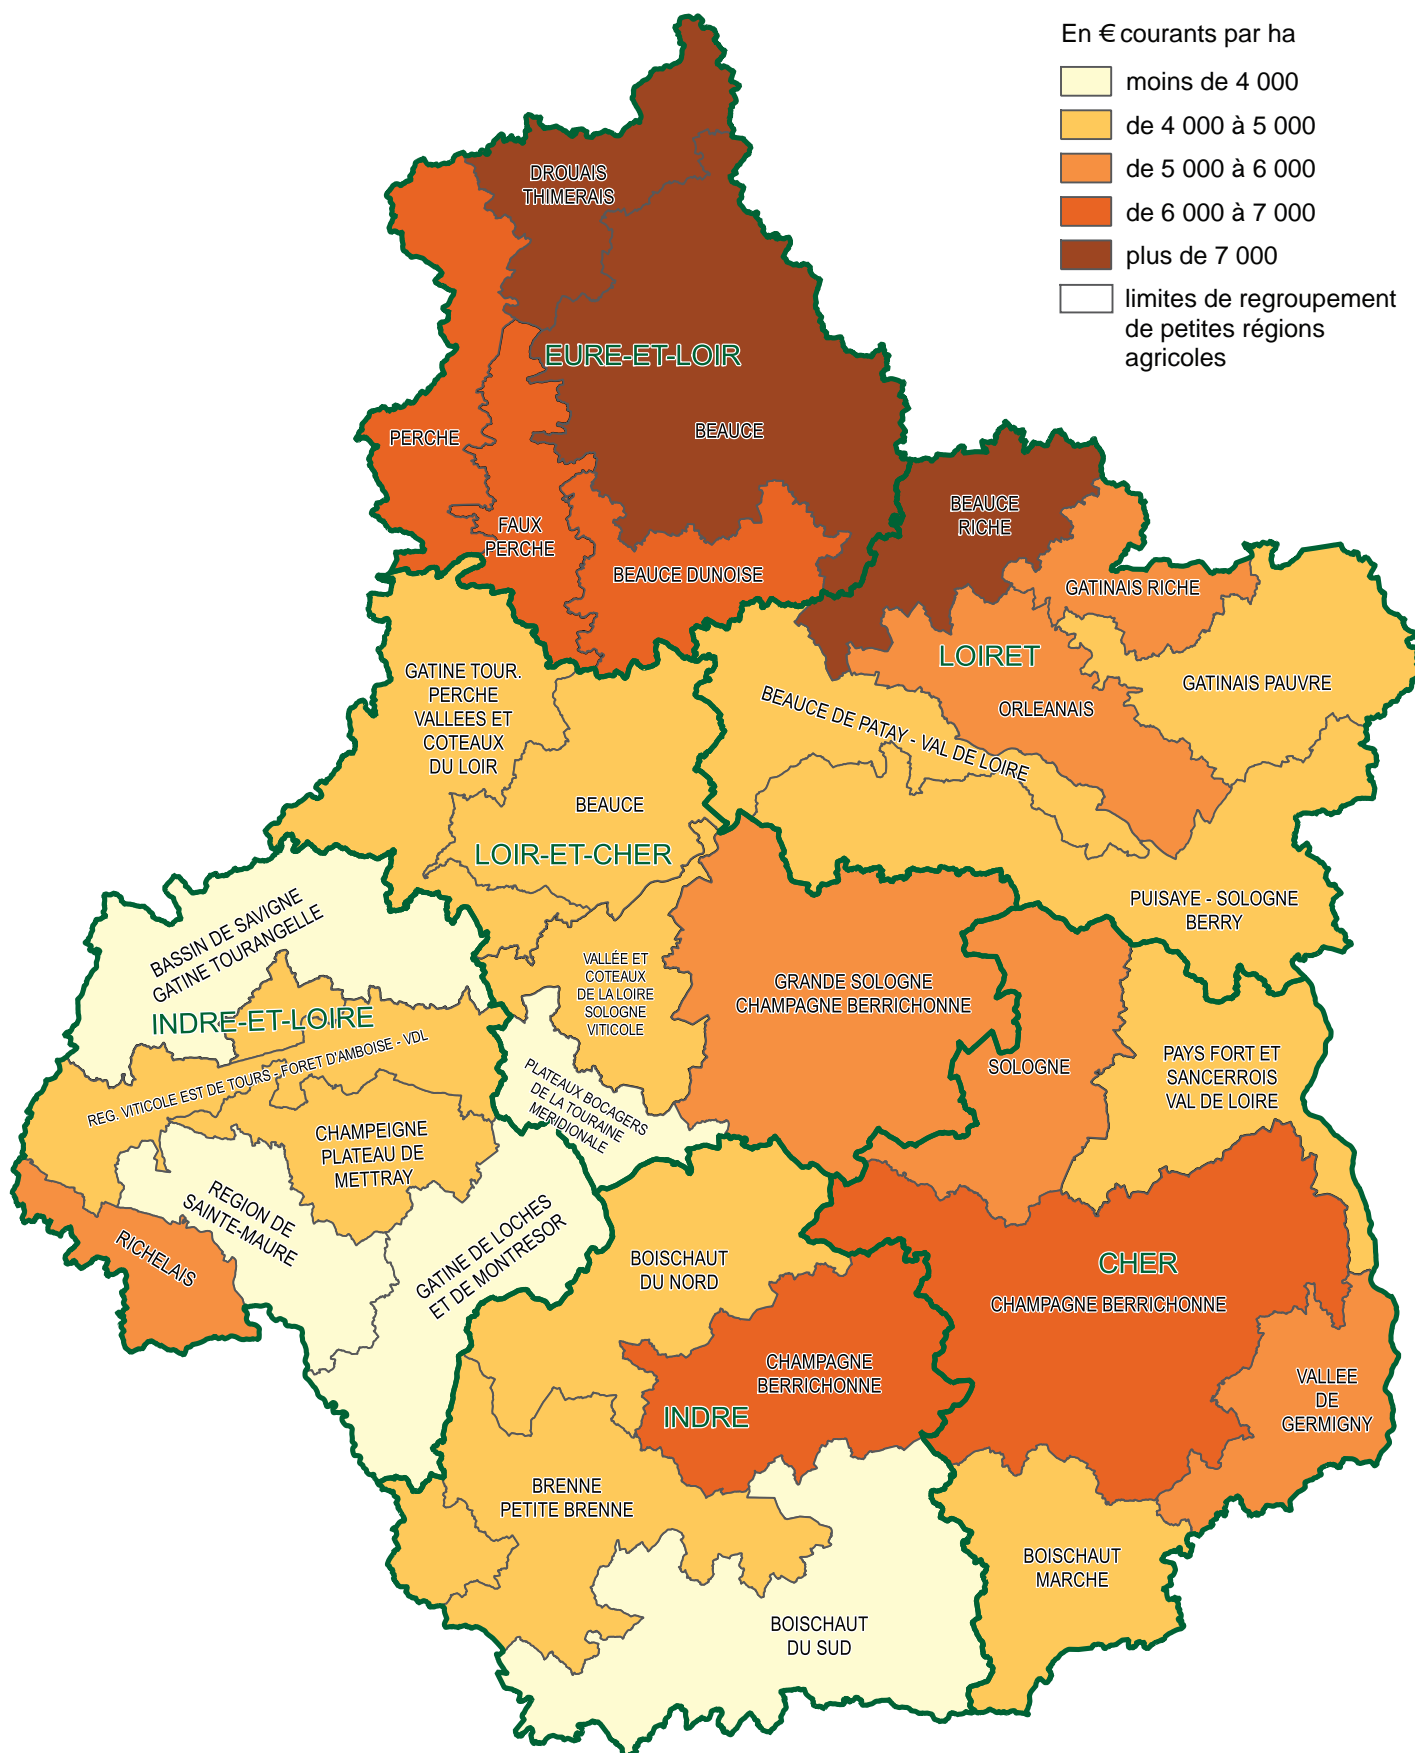 En € courants par ha
moins de 4 000
de 4 000 à 5 000
de 5 000 à 6 000
de 6 000 à 7 000
plus de 7 000
limites de regroupement
de petites régions
agricoles
DROUAIS
THIMERAIS
EURE-ET-LOIR
BEAUCE
PERCHE
FAUX
PERCHE
BEAUCE DUNOISE
BEAUCE
RICHE
GATINAIS RICHE
LOIRET
ORLEANAIS
GATINAIS PAUVRE
BEAUCE DE PATAY - VAL DE LOIRE
GATINE TOUR.
PERCHE
VALLEES ET
COTEAUX
DU LOIR
BEAUCE
LOIR-ET-CHER
PUISAYE - SOLOGNE
BERRY
BASSIN DE SAVIGNE
GATINE TOURANGELLE
INDRE-ET-LOIRE
REG. VITICOLE EST DE TOURS - FORET D'AMBOISE - VDL
VALLÉE ET
COTEAUX
DE LA LOIRE
SOLOGNE
VITICOLE
GRANDE SOLOGNE
CHAMPAGNE BERRICHONNE
SOLOGNE
PAYS FORT ET
SANCERROIS
VAL DE LOIRE
PLATEAUX BOCAGERS
DE LA TOURAINE
MERIDIONALE
CHAMPEIGNE
PLATEAU DE
METTRAY
REGION DE
SAINTE-MAURE
RICHELAIS
GATINE DE LOCHES
ET DE MONTRESOR
BOISCHAUT
DU NORD
CHER
CHAMPAGNE BERRICHONNE
CHAMPAGNE
BERRICHONNE
INDRE
VALLEE
DE
GERMIGNY
BRENNE
PETITE BRENNE
BOISCHAUT
MARCHE
BOISCHAUT
DU SUD